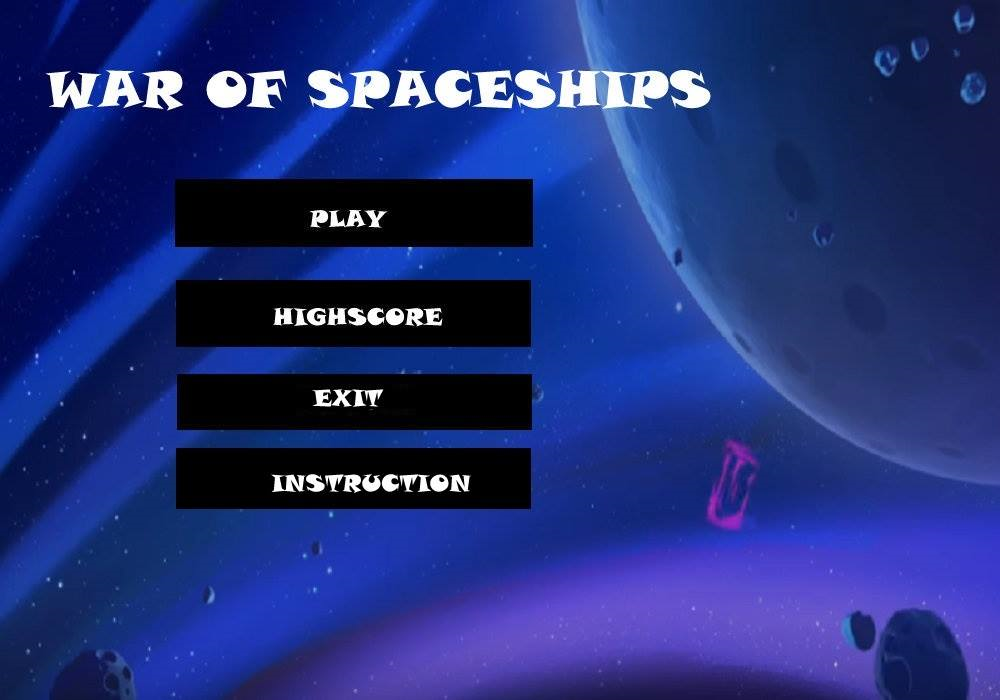 WAR OF SPACESHIPS
PLAY
HIGHSCORE
EXIT
INSTRUCTION